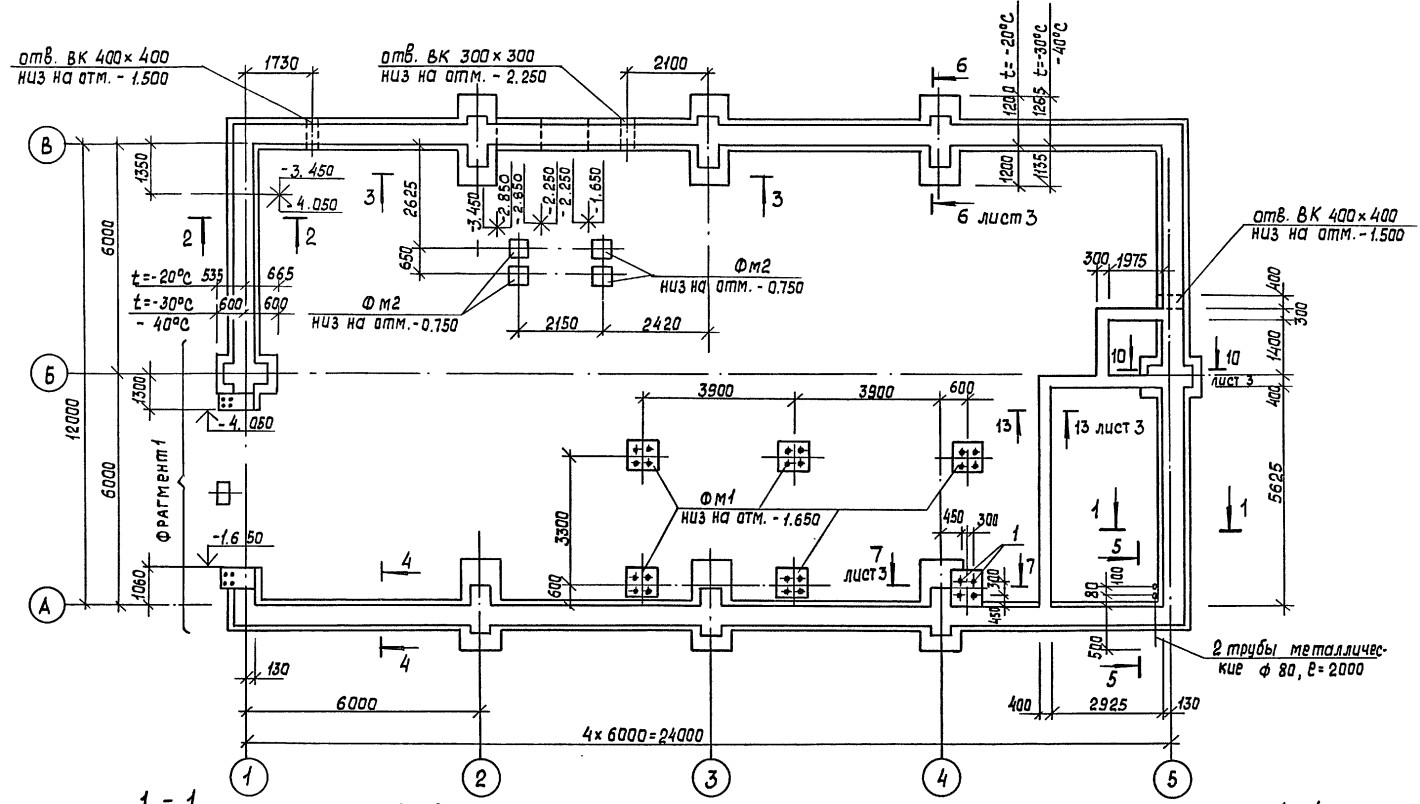 отв. ВК 400×400
низ на отм. - 1.500
1730
отв. ВК 300×300
низ на отм. - 2.250
2100
6
1200 t=-20°C
1265 t=-30°C
-40°C
В
1350
-3.450
-4.050
3
2625
-3.450
-2.850
-2.850
-2.250
-2.250
-1.650
3
1200
1135
6 лист 3
отв. ВК 400×400
низ на отм. -1.500
2
2
6000
650
300
1975
400
t=-20°C 535
665
t=-30°C 600
600
- 40°C
Фм2
низ на отм. -0.750
Фм2
низ на отм. -0.750
300
2150
2420
1400
10
10
лист 3
Б
1300
12000
-4.050
3900
3900
600
400
13
13 лист 3
ФРАГМЕНТ 1
6000
3300
Фм1
низ на отм. -1.650
450
300
1
1
1
5625
-1.650
4
7
лист 3
7
5
1060
600
300
450
100
80
А
4
500
5
2 трубы металличес-
кие ф 80, ℓ=2000
130
6000
400
2925
130
4×6000=24000
1
2
3
4
5
1 - 1